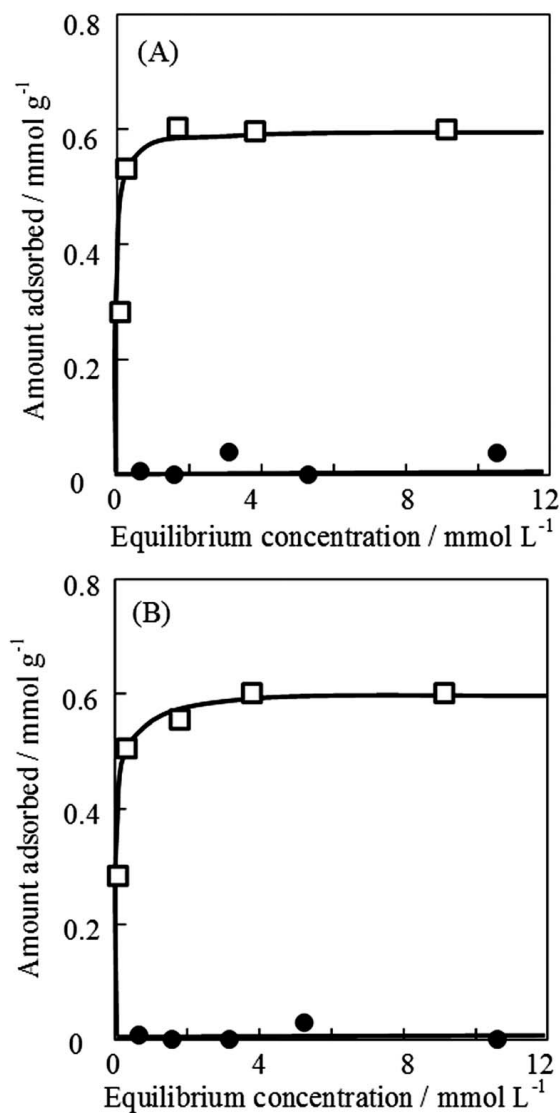 (A)
Amount adsorbed / mmol g⁻¹
0.8
0.6
0.4
0.2
0
0 4 8 12
Equilibrium concentration / mmol L⁻¹
(B)
Amount adsorbed / mmol g⁻¹
0.8
0.6
0.4
0.2
0
0 4 8 12
Equilibrium concentration / mmol L⁻¹